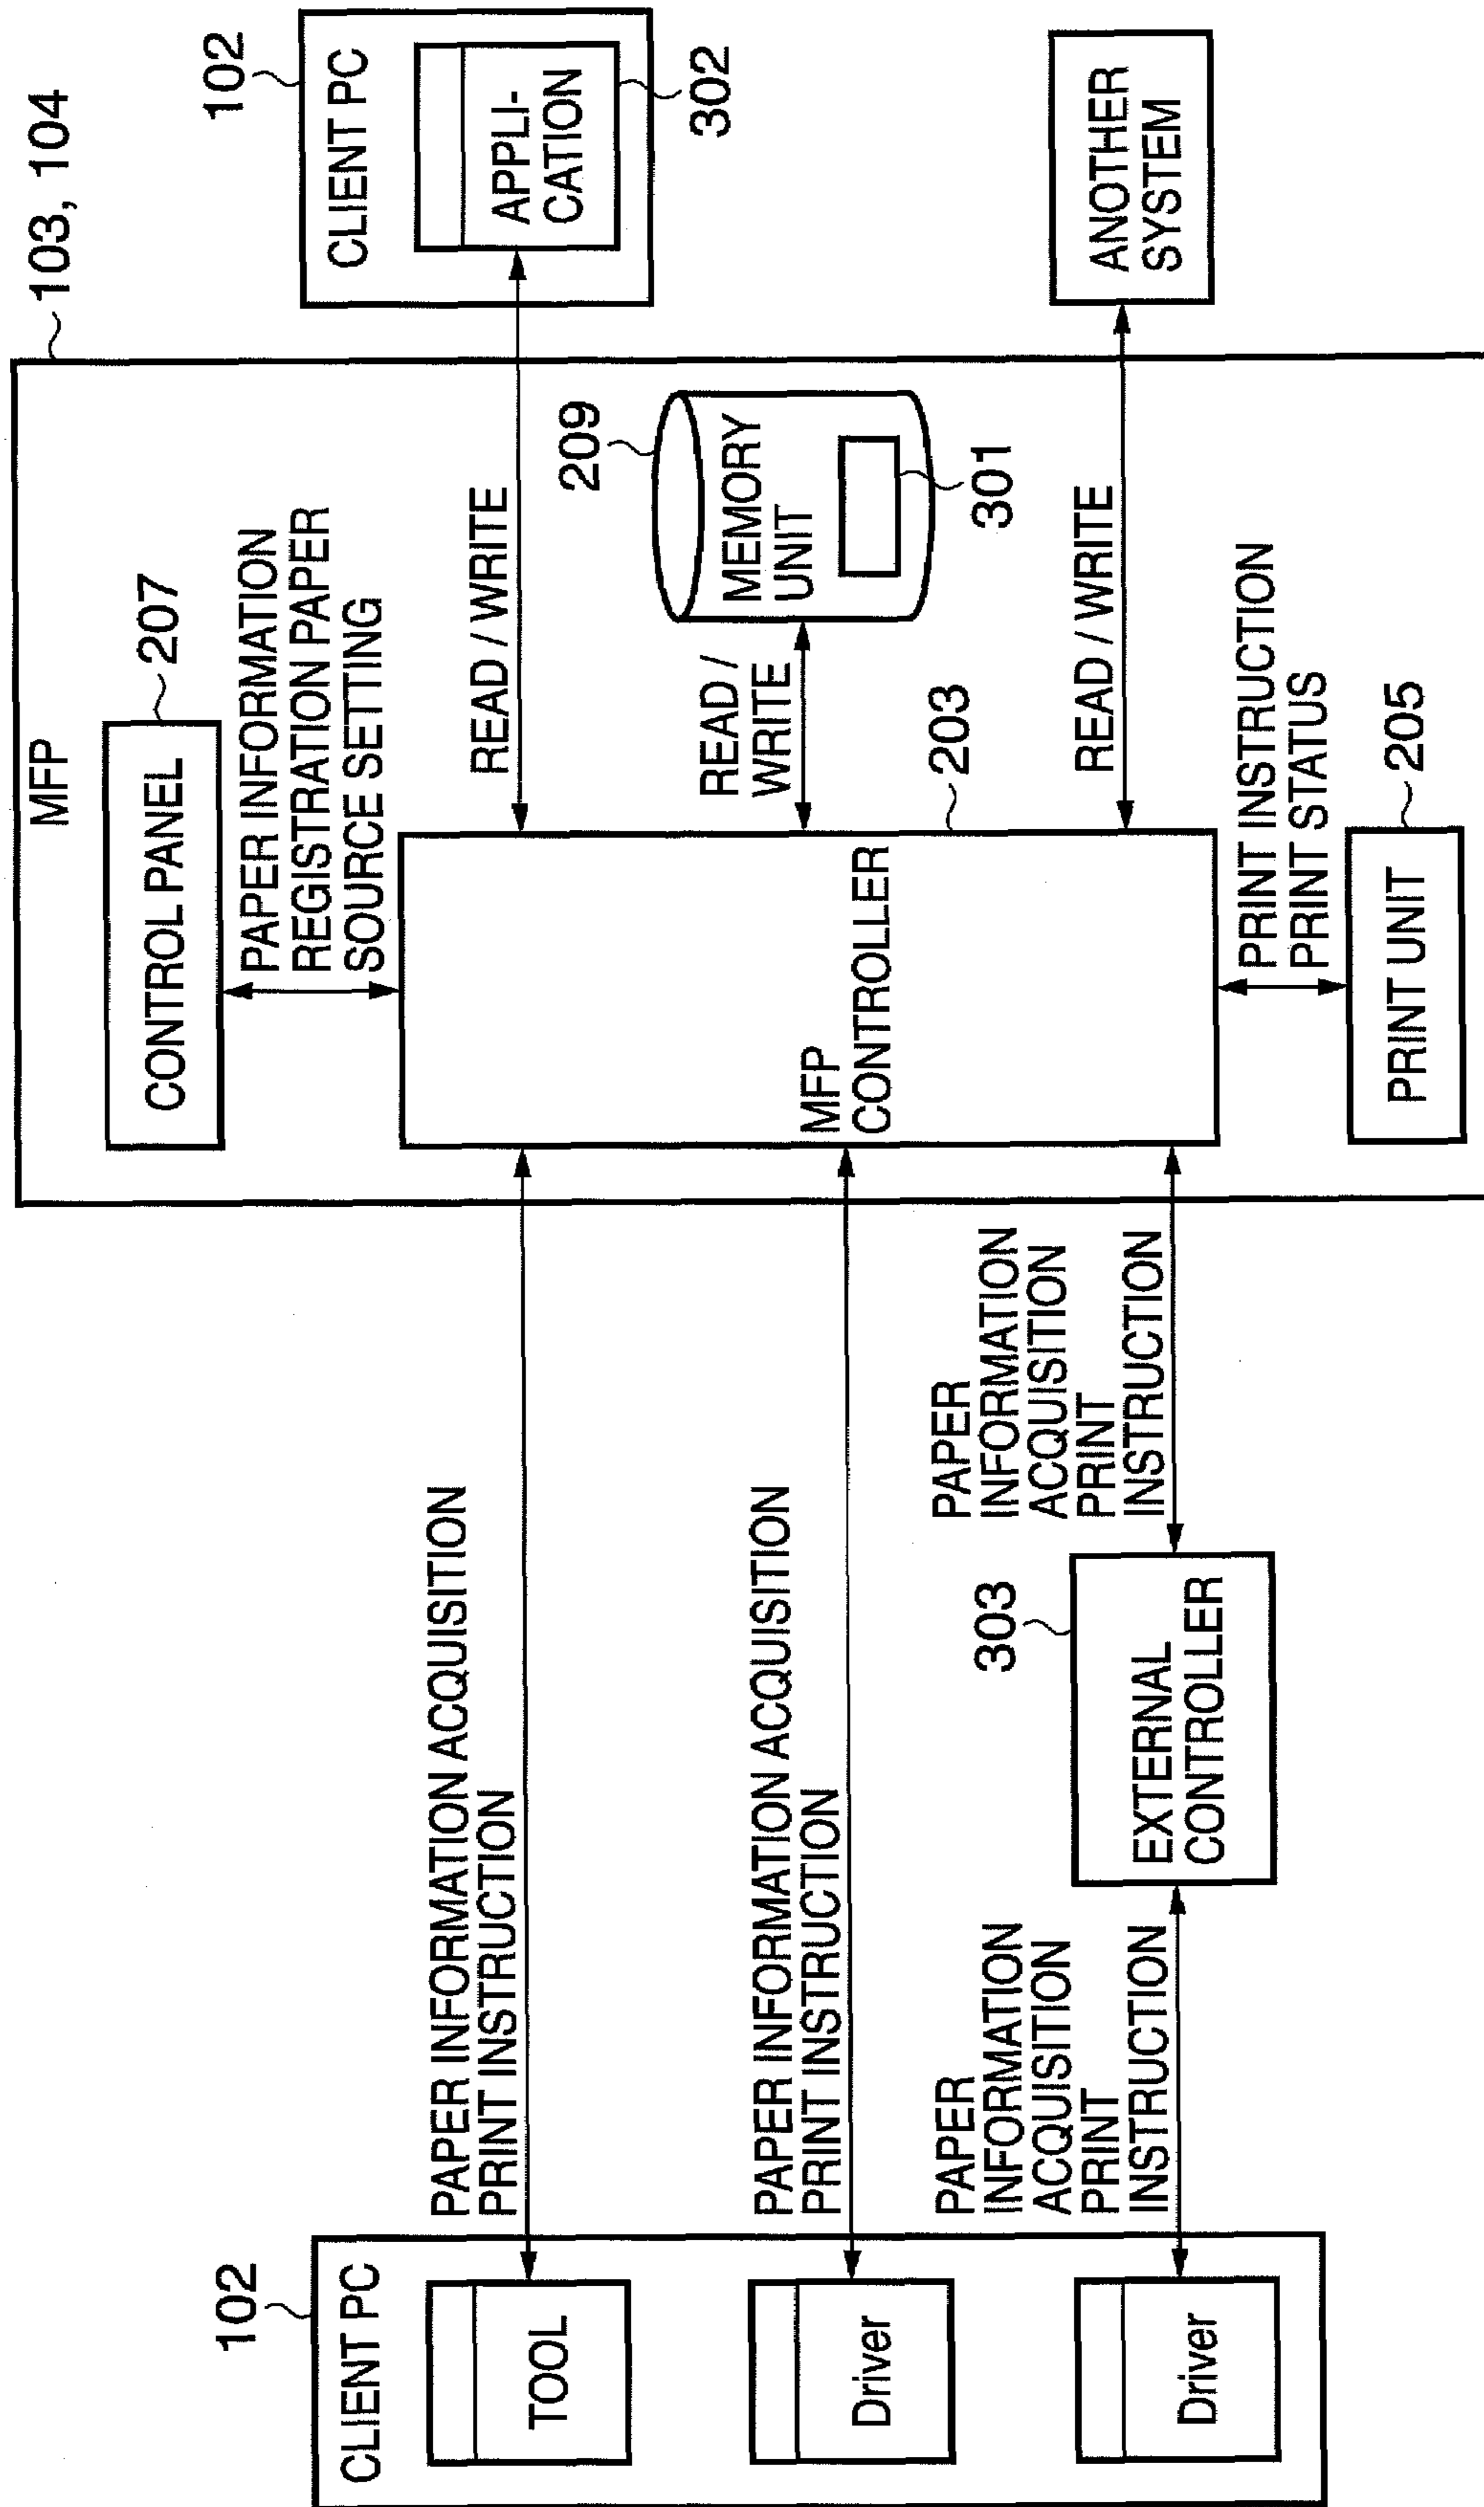 103, 104
MFP
CONTROL PANEL
207
PAPER INFORMATION
REGISTRATION PAPER
SOURCE SETTING
102
CLIENT PC
TOOL
Driver
Driver
PAPER INFORMATION ACQUISITION
PRINT INSTRUCTION
PAPER INFORMATION ACQUISITION
PRINT INSTRUCTION
PAPER
INFORMATION
ACQUISITION
PRINT
INSTRUCTION
303
EXTERNAL
CONTROLLER
PAPER
INFORMATION
ACQUISITION
PRINT
INSTRUCTION
MFP
CONTROLLER
203
READ / WRITE
READ /
WRITE
209
MEMORY
UNIT
301
READ / WRITE
PRINT INSTRUCTION
PRINT STATUS
PRINT UNIT
205
102
CLIENT PC
APPLI-
CATION
302
ANOTHER
SYSTEM